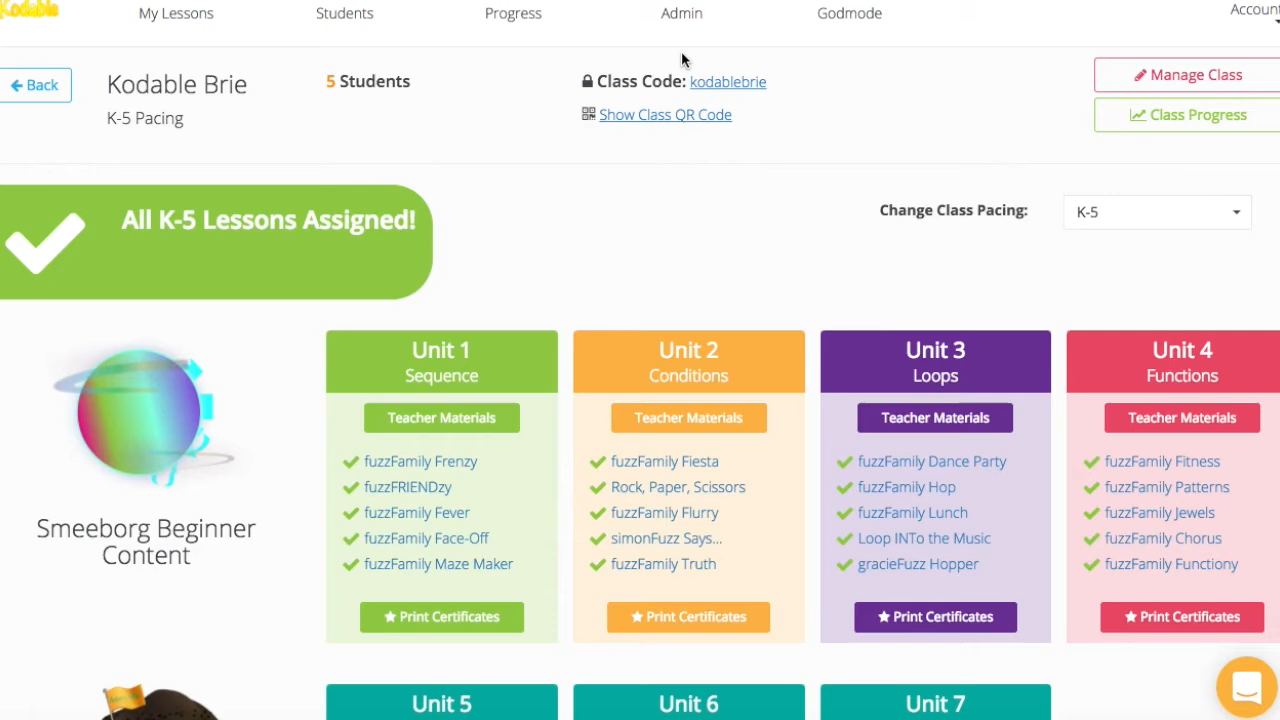 Kodable
My Lessons
Students
Progress
Admin
Godmode
Account
Back
Kodable Brie
K-5 Pacing
5 Students
Class Code: kodablebrie
Show Class QR Code
Manage Class
Class Progress
All K-5 Lessons Assigned!
Change Class Pacing:
K-5
Smeeborg Beginner
Content
Unit 1
Sequence
Teacher Materials
fuzzFamily Frenzy
fuzzFRIENDzy
fuzzFamily Fever
fuzzFamily Face-Off
fuzzFamily Maze Maker
Print Certificates
Unit 2
Conditions
Teacher Materials
fuzzFamily Fiesta
Rock, Paper, Scissors
fuzzFamily Flurry
simonFuzz Says...
fuzzFamily Truth
Print Certificates
Unit 3
Loops
Teacher Materials
fuzzFamily Dance Party
fuzzFamily Hop
fuzzFamily Lunch
Loop INTo the Music
gracieFuzz Hopper
Print Certificates
Unit 4
Functions
Teacher Materials
fuzzFamily Fitness
fuzzFamily Patterns
fuzzFamily Jewels
fuzzFamily Chorus
fuzzFamily Functiony
Print Certificates
Unit 5
Unit 6
Unit 7